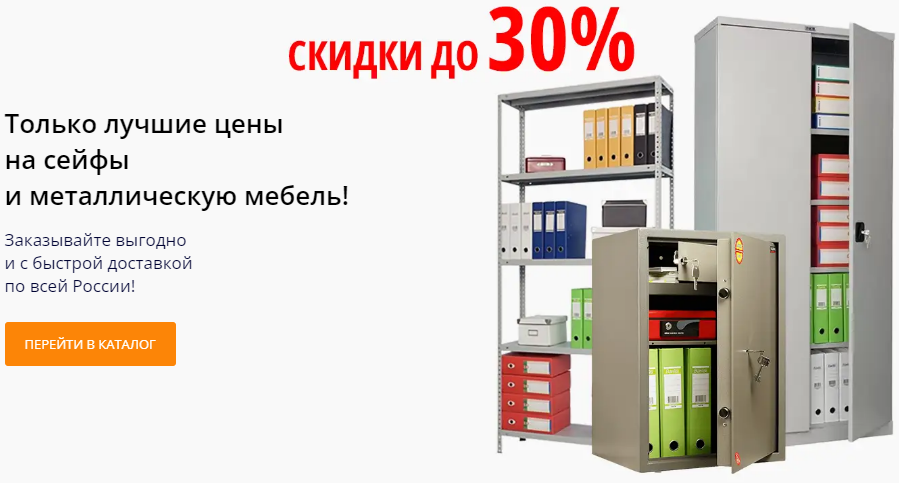 скидки до 30%
Только лучшие цены
на сейфы
и металлическую мебель!
Заказывайте выгодно
и с быстрой доставкой
по всей России!
ПЕРЕЙТИ В КАТАЛОГ